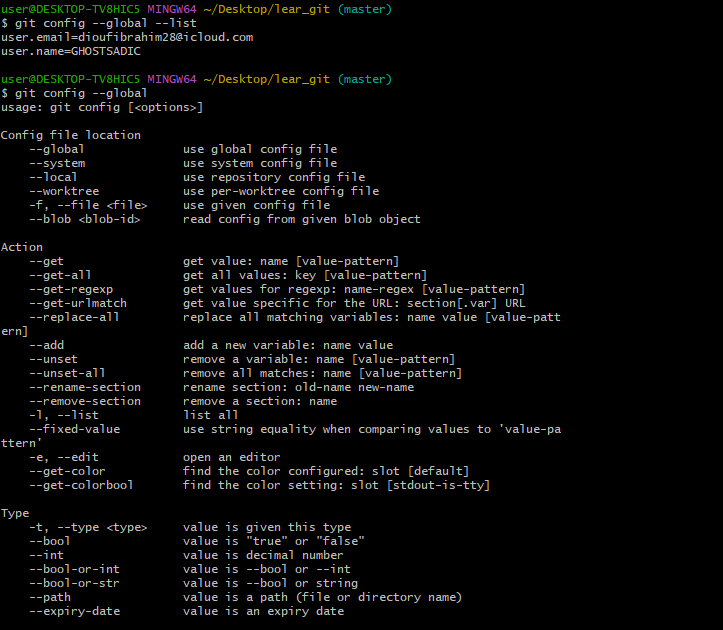 user@DESKTOP-TV8HIC5 MINGW64 ~/Desktop/lear_git (master)
$ git config --global --list
user.email=dioufibrahim28@icloud.com
user.name=GHOSTSADIC

user@DESKTOP-TV8HIC5 MINGW64 ~/Desktop/lear_git (master)
$ git config --global
usage: git config [<options>]

Config file location
    --global              use global config file
    --system              use system config file
    --local               use repository config file
    --worktree            use per-worktree config file
    -f, --file <file>     use given config file
    --blob <blob-id>      read config from given blob object

Action
    --get                 get value: name [value-pattern]
    --get-all             get all values: key [value-pattern]
    --get-regexp          get values for regexp: name-regex [value-pattern]
    --get-urlmatch        get value specific for the URL: section[.var] URL
    --replace-all         replace all matching variables: name value [value-patt
ern]
    --add                 add a new variable: name value
    --unset               remove a variable: name [value-pattern]
    --unset-all           remove all matches: name [value-pattern]
    --rename-section      rename section: old-name new-name
    --remove-section      remove a section: name
    -l, --list            list all
    --fixed-value         use string equality when comparing values to 'value-pa
ttern'
    -e, --edit            open an editor
    --get-color           find the color configured: slot [default]
    --get-colorbool       find the color setting: slot [stdout-is-tty]

Type
    -t, --type <type>     value is given this type
    --bool                value is "true" or "false"
    --int                 value is decimal number
    --bool-or-int         value is --bool or --int
    --bool-or-str         value is --bool or string
    --path                value is a path (file or directory name)
    --expiry-date         value is an expiry date